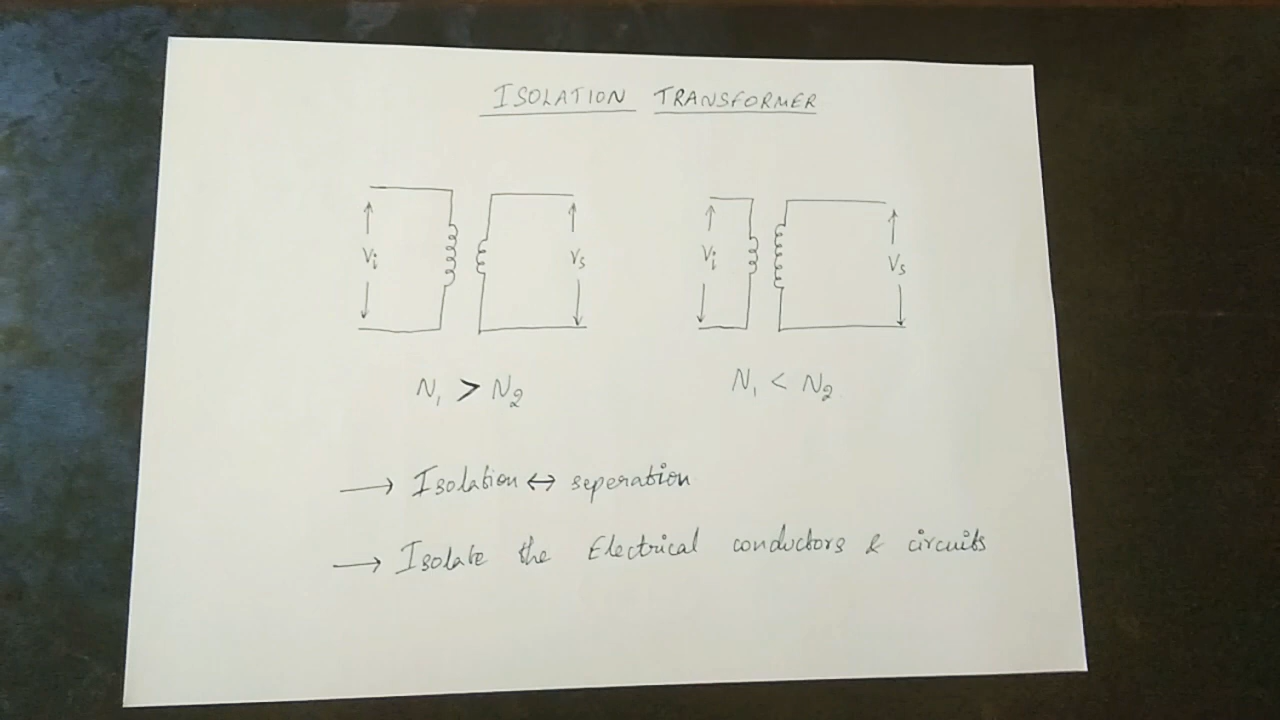 ISOLATION TRANSFORMER
Vi Vs Vi Vs
N1 > N2 N1 < N2
→ Isolation ↔ seperation
→ Isolate the Electrical conductors & circuits